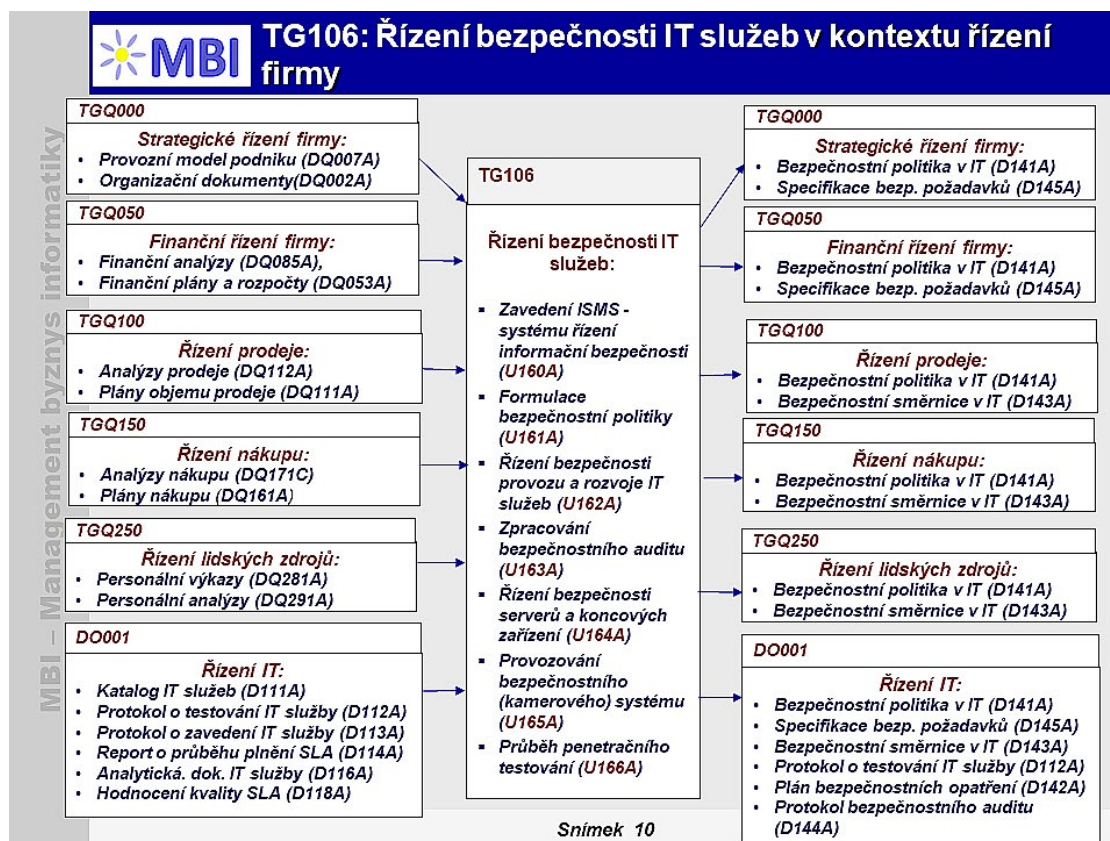 MBI
TG106: Řízení bezpečnosti IT služeb v kontextu řízení
firmy
MBI – Management byznys informatiky
TGQ000
Strategické řízení firmy:
• Provozní model podniku (DQ007A)
• Organizační dokumenty(DQ002A)
TGQ050
Finanční řízení firmy:
• Finanční analýzy (DQ085A),
• Finanční plány a rozpočty (DQ053A)
TGQ100
Řízení prodeje:
• Analýzy prodeje (DQ112A)
• Plány objemu prodeje (DQ111A)
TGQ150
Řízení nákupu:
• Analýzy nákupu (DQ171C)
• Plány nákupu (DQ161A)
TGQ250
Řízení lidských zdrojů:
• Personální výkazy (DQ281A)
• Personální analýzy (DQ291A)
DO001
Řízení IT:
• Katalog IT služeb (D111A)
• Protokol o testování IT služby (D112A)
• Protokol o zavedení IT služby (D113A)
• Report o průběhu plnění SLA (D114A)
• Analytická. dok. IT služby (D116A)
• Hodnocení kvality SLA (D118A)
TG106
Řízení bezpečnosti IT
služeb:
▪ Zavedení ISMS -
systému řízení
informační bezpečnosti
(U160A)
▪ Formulace
bezpečnostní politiky
(U161A)
▪ Řízení bezpečnosti
provozu a rozvoje IT
služeb (U162A)
▪ Zpracování
bezpečnostního auditu
(U163A)
▪ Řízení bezpečnosti
serverů a koncových
zařízení (U164A)
▪ Provozování
bezpečnostního
(kamerového) systému
(U165A)
▪ Průběh penetračního
testování (U166A)
TGQ000
Strategické řízení firmy:
• Bezpečnostní politika v IT (D141A)
• Specifikace bezp. požadavků (D145A)
TGQ050
Finanční řízení firmy:
• Bezpečnostní politika v IT (D141A)
• Specifikace bezp. požadavků (D145A)
TGQ100
Řízení prodeje:
• Bezpečnostní politika v IT (D141A)
• Bezpečnostní směrnice v IT (D143A)
TGQ150
Řízení nákupu:
• Bezpečnostní politika v IT (D141A)
• Bezpečnostní směrnice v IT (D143A)
TGQ250
Řízení lidských zdrojů:
• Bezpečnostní politika v IT (D141A)
• Bezpečnostní směrnice v IT (D143A)
DO001
Řízení IT:
• Bezpečnostní politika v IT (D141A)
• Specifikace bezp. požadavků (D145A)
• Bezpečnostní směrnice v IT (D143A)
• Protokol o testování IT služby (D112A)
• Plán bezpečnostních opatření (D142A)
• Protokol bezpečnostního auditu
(D144A)
Snímek 10